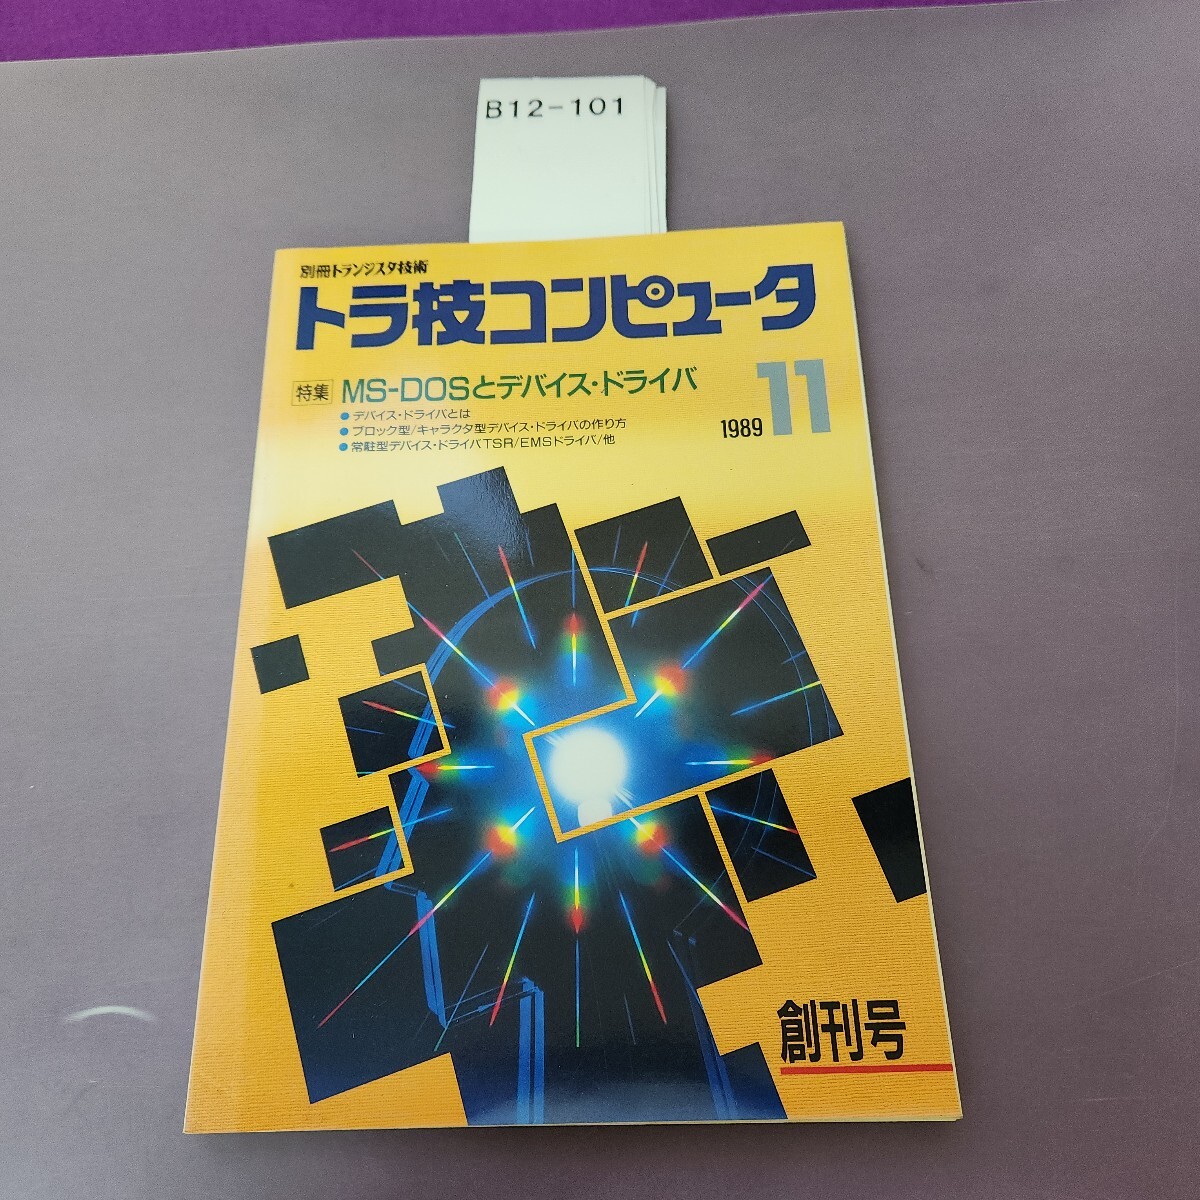 B12-101
別冊トランジスタ技術
トラ技コンピュータ
特集 MS-DOSとデバイス・ドライバ
●デバイス・ドライバとは
●ブロック型/キャラクタ型デバイス・ドライバの作り方
●常駐型デバイス・ドライバTSR/EMSドライバ/他
1989 11
創刊号